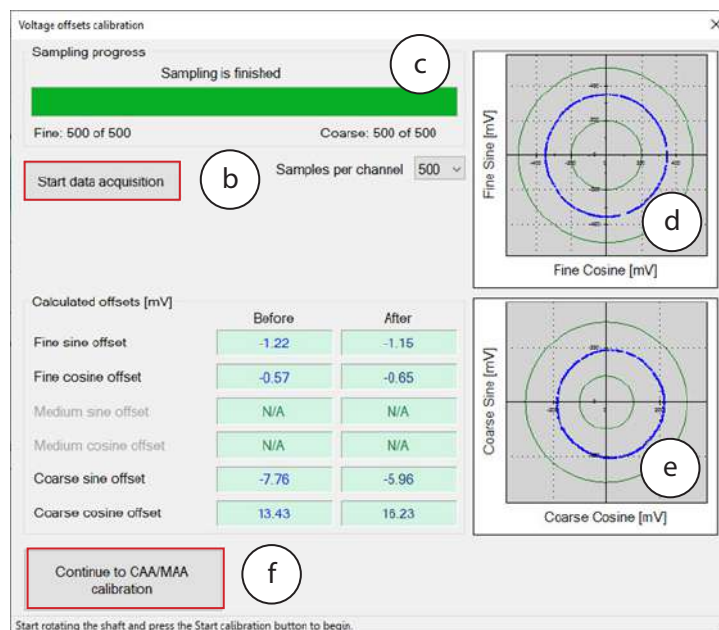 Voltage offsets calibration
Sampling progress
c
Sampling is finished
Fine: 500 of 500 Coarse: 500 of 500
Start data acquisition
b
Samples per channel 500
Fine Sine [mV]
d
Fine Cosine [mV]
Calculated offsets [mV]
Before After
Fine sine offset -1.22 -1.15
Fine cosine offset -0.57 -0.65
Medium sine offset N/A N/A
Medium cosine offset N/A N/A
Coarse sine offset -7.76 -5.96
Coarse cosine offset 13.43 16.23
Coarse Sine [mV]
e
Coarse Cosine [mV]
Continue to CAA/MAA
calibration
f
Start rotating the shaft and press the Start calibration button to begin.